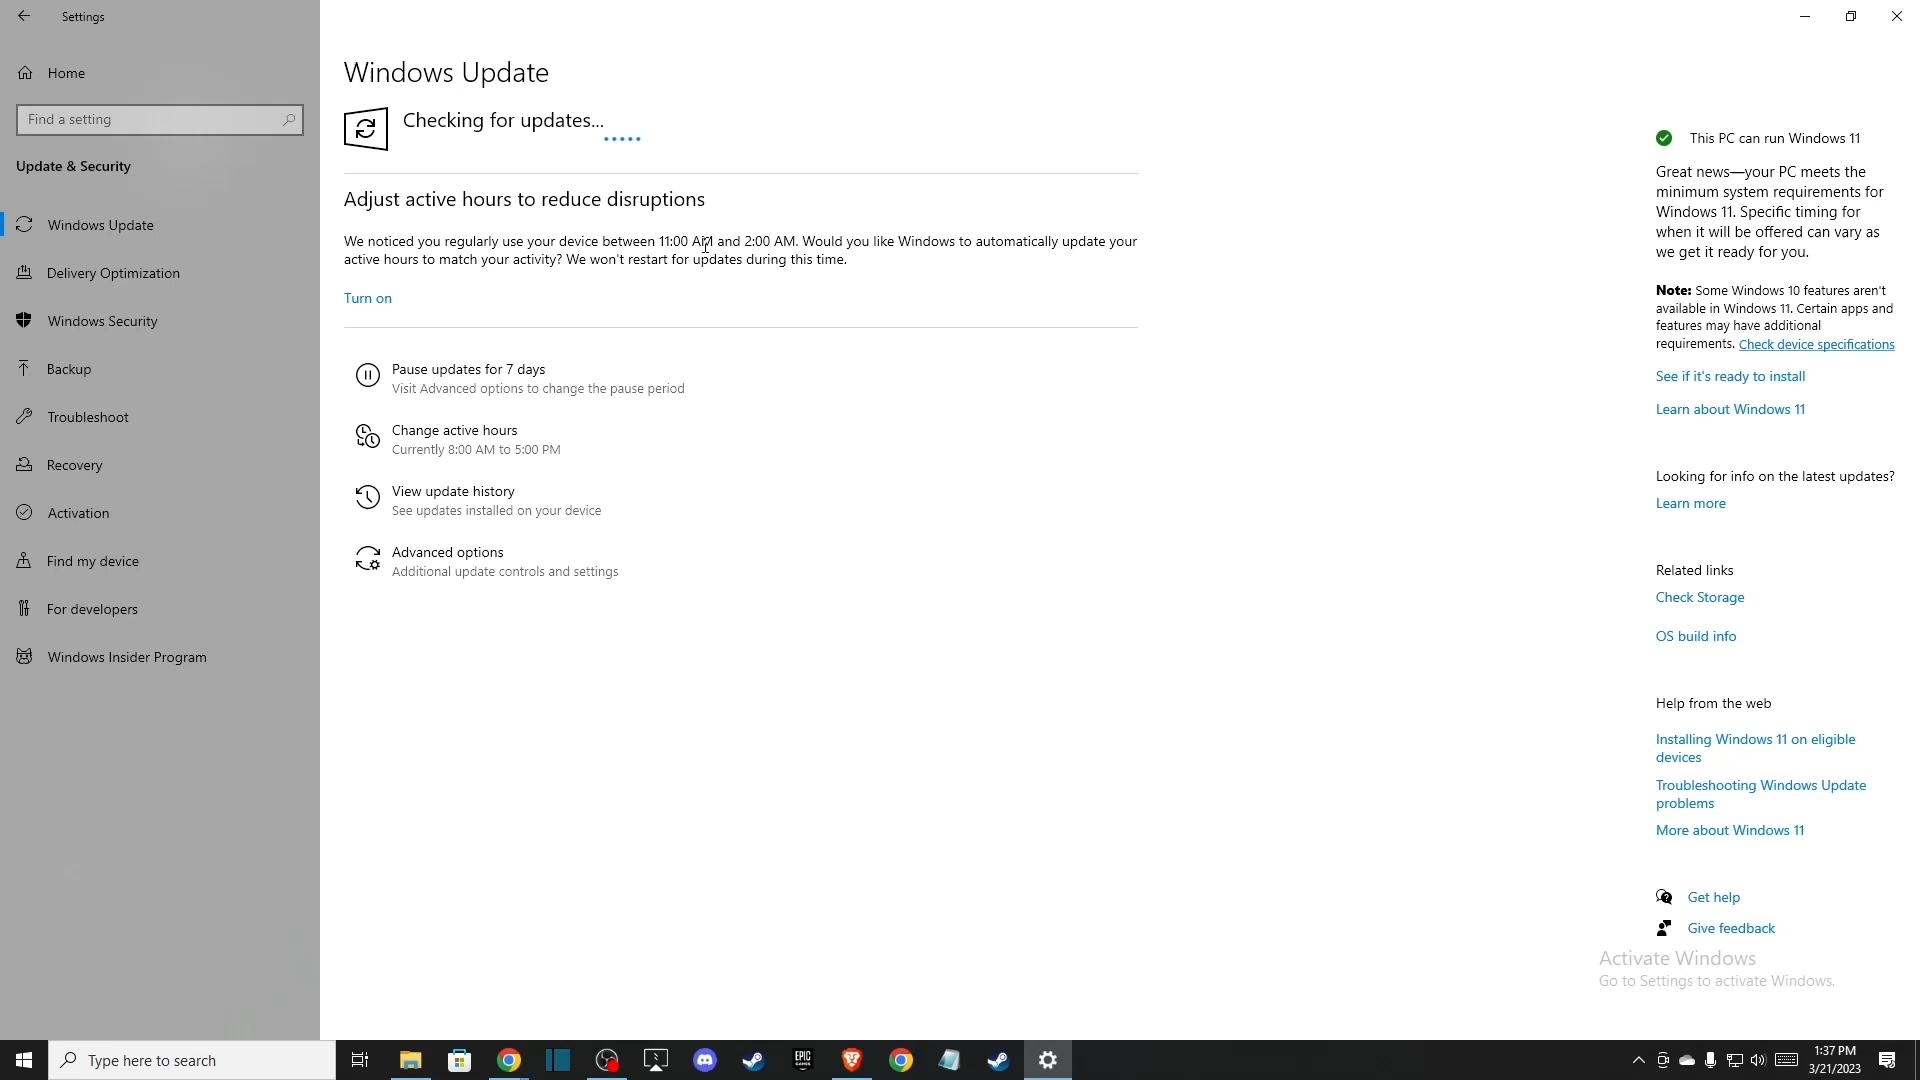 Settings
Home
Find a setting
Update & Security
Windows Update
Delivery Optimization
Windows Security
Backup
Troubleshoot
Recovery
Activation
Find my device
For developers
Windows Insider Program
Windows Update
Checking for updates...
Adjust active hours to reduce disruptions
We noticed you regularly use your device between 11:00 AM and 2:00 AM. Would you like Windows to automatically update your
active hours to match your activity? We won't restart for updates during this time.
Turn on
Pause updates for 7 days
Visit Advanced options to change the pause period
Change active hours
Currently 8:00 AM to 5:00 PM
View update history
See updates installed on your device
Advanced options
Additional update controls and settings
This PC can run Windows 11
Great news—your PC meets the
minimum system requirements for
Windows 11. Specific timing for
when it will be offered can vary as
we get it ready for you.
Note: Some Windows 10 features aren't
available in Windows 11. Certain apps and
features may have additional
requirements. Check device specifications
See if it's ready to install
Learn about Windows 11
Looking for info on the latest updates?
Learn more
Related links
Check Storage
OS build info
Help from the web
Installing Windows 11 on eligible
devices
Troubleshooting Windows Update
problems
More about Windows 11
Get help
Give feedback
Activate Windows
Go to Settings to activate Windows.
Type here to search
EPIC
GAMES
1:37 PM
3/21/2023